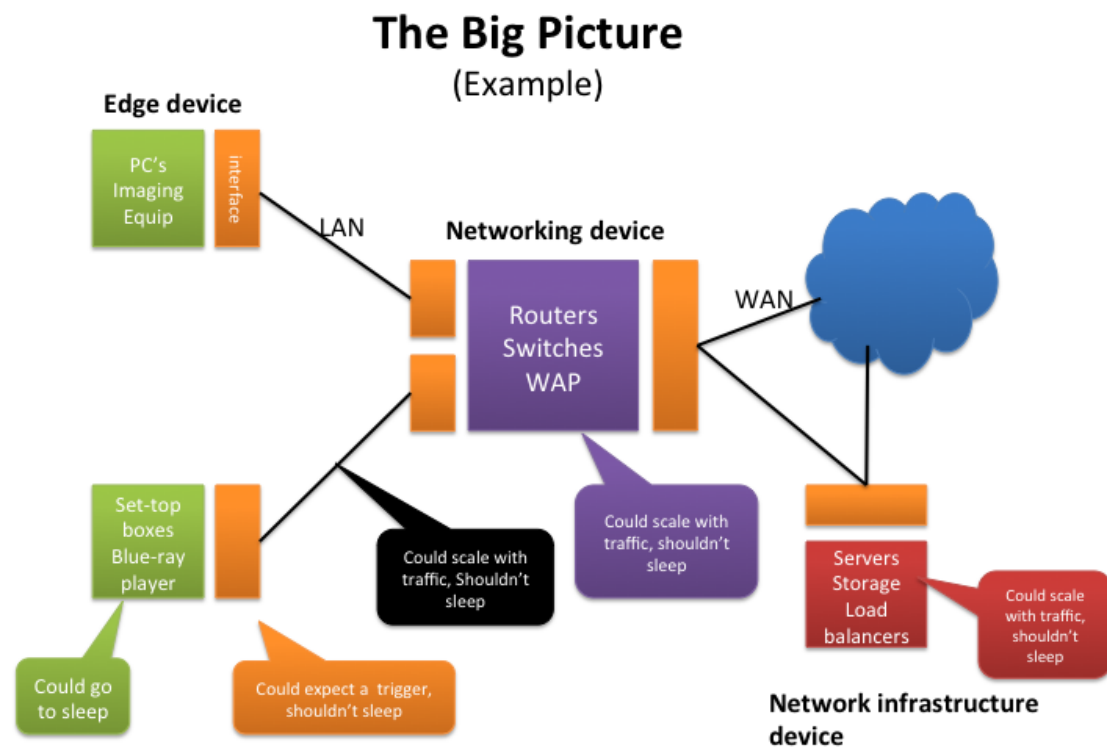 The Big Picture
(Example)
Edge device
PC's
Imaging
Equip
interface
LAN
Networking device
Routers
Switches
WAP
WAN
Set-top
boxes
Blue-ray
player
Could scale with
traffic, Shouldn't
sleep
Could scale with
traffic, shouldn't
sleep
Servers
Storage
Load
balancers
Could scale
with traffic,
shouldn't
sleep
Could go
to sleep
Could expect a trigger,
shouldn't sleep
Network infrastructure
device